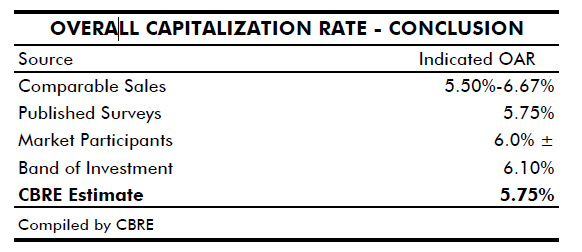 OVERALL CAPITALIZATION RATE - CONCLUSION
Source Indicated OAR
Comparable Sales 5.50%-6.67%
Published Surveys 5.75%
Market Participants 6.0% ±
Band of Investment 6.10%
CBRE Estimate 5.75%
Compiled by CBRE